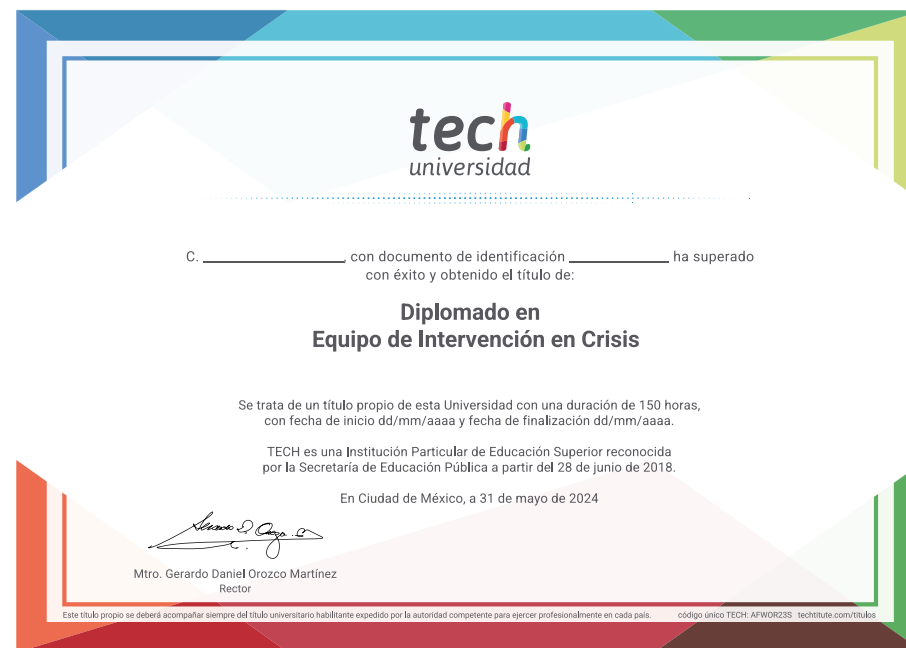 tech
universidad
C. ____________________, con documento de identificación ______________ ha superado
con éxito y obtenido el título de:
Diplomado en
Equipo de Intervención en Crisis
Se trata de un título propio de esta Universidad con una duración de 150 horas,
con fecha de inicio dd/mm/aaaa y fecha de finalización dd/mm/aaaa.
TECH es una Institución Particular de Educación Superior reconocida
por la Secretaría de Educación Pública a partir del 28 de junio de 2018.
En Ciudad de México, a 31 de mayo de 2024
Mtro. Gerardo Daniel Orozco Martínez
Rector
Este título propio se deberá acompañar siempre del título universitario habilitante expedido por la autoridad competente para ejercer profesionalmente en cada país. código único TECH: AFWOR23S techtitute.com/titulos